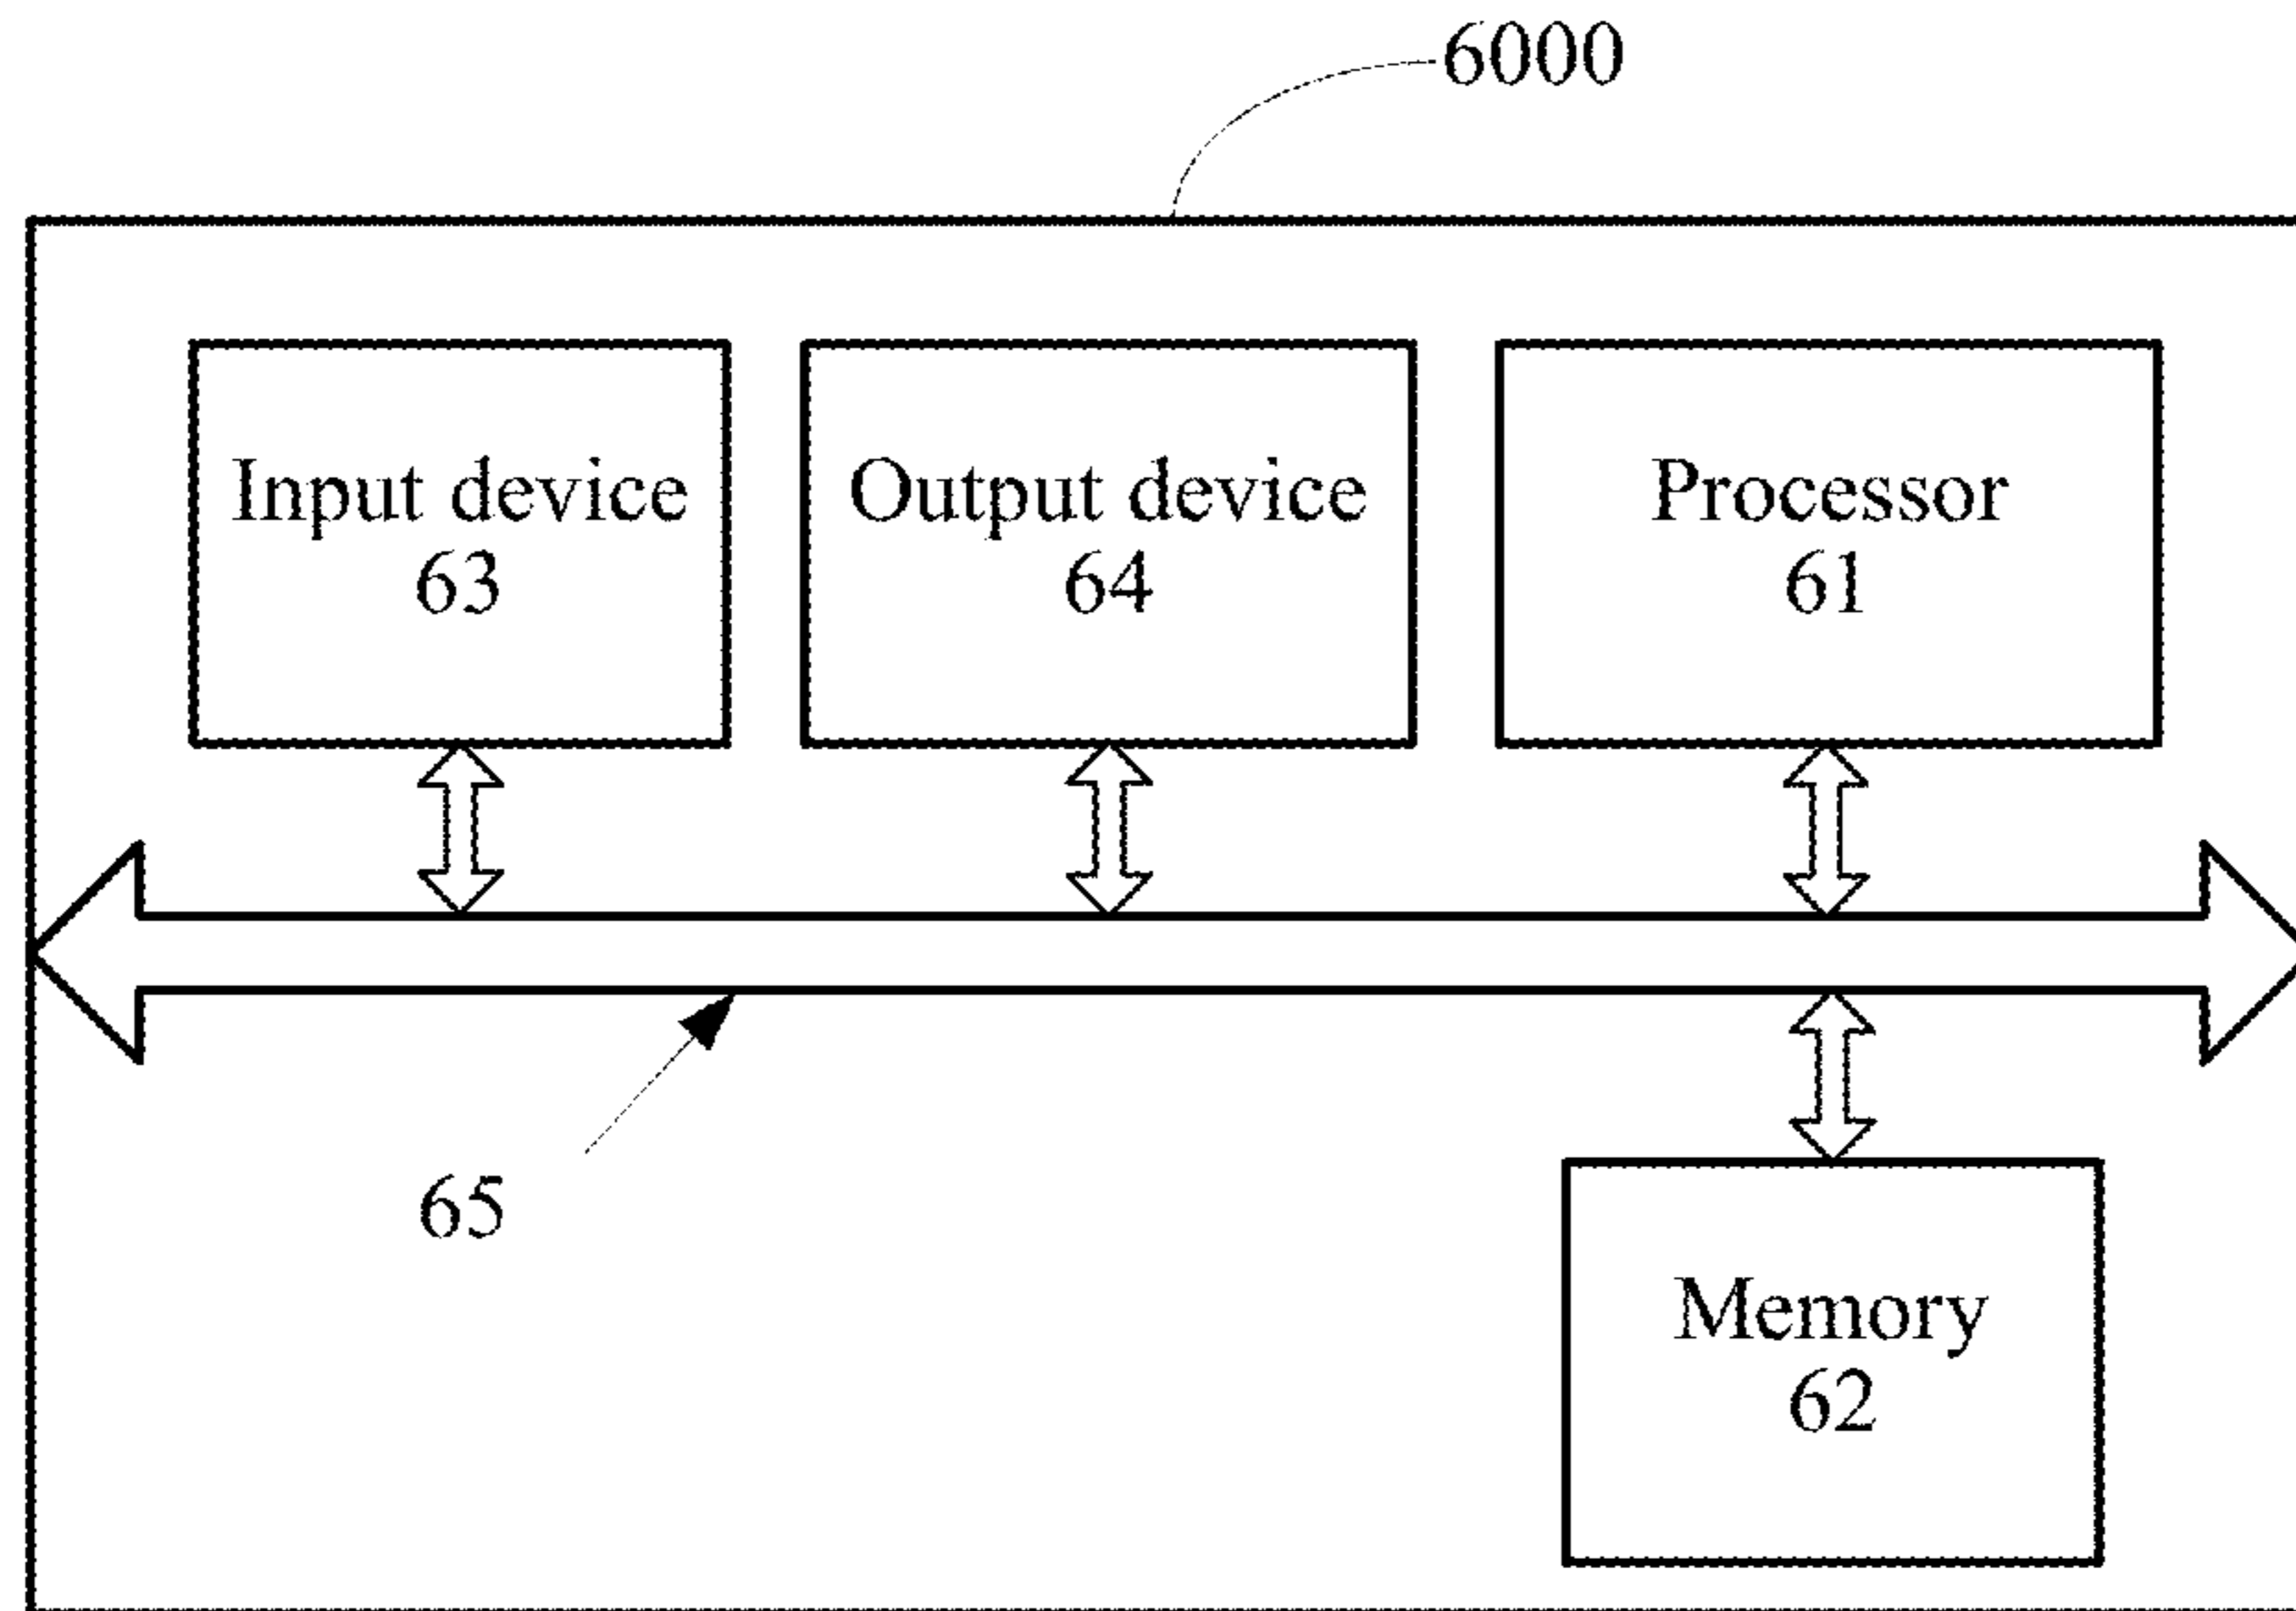 6000
Input device
63
Output device
64
Processor
61
65
Memory
62